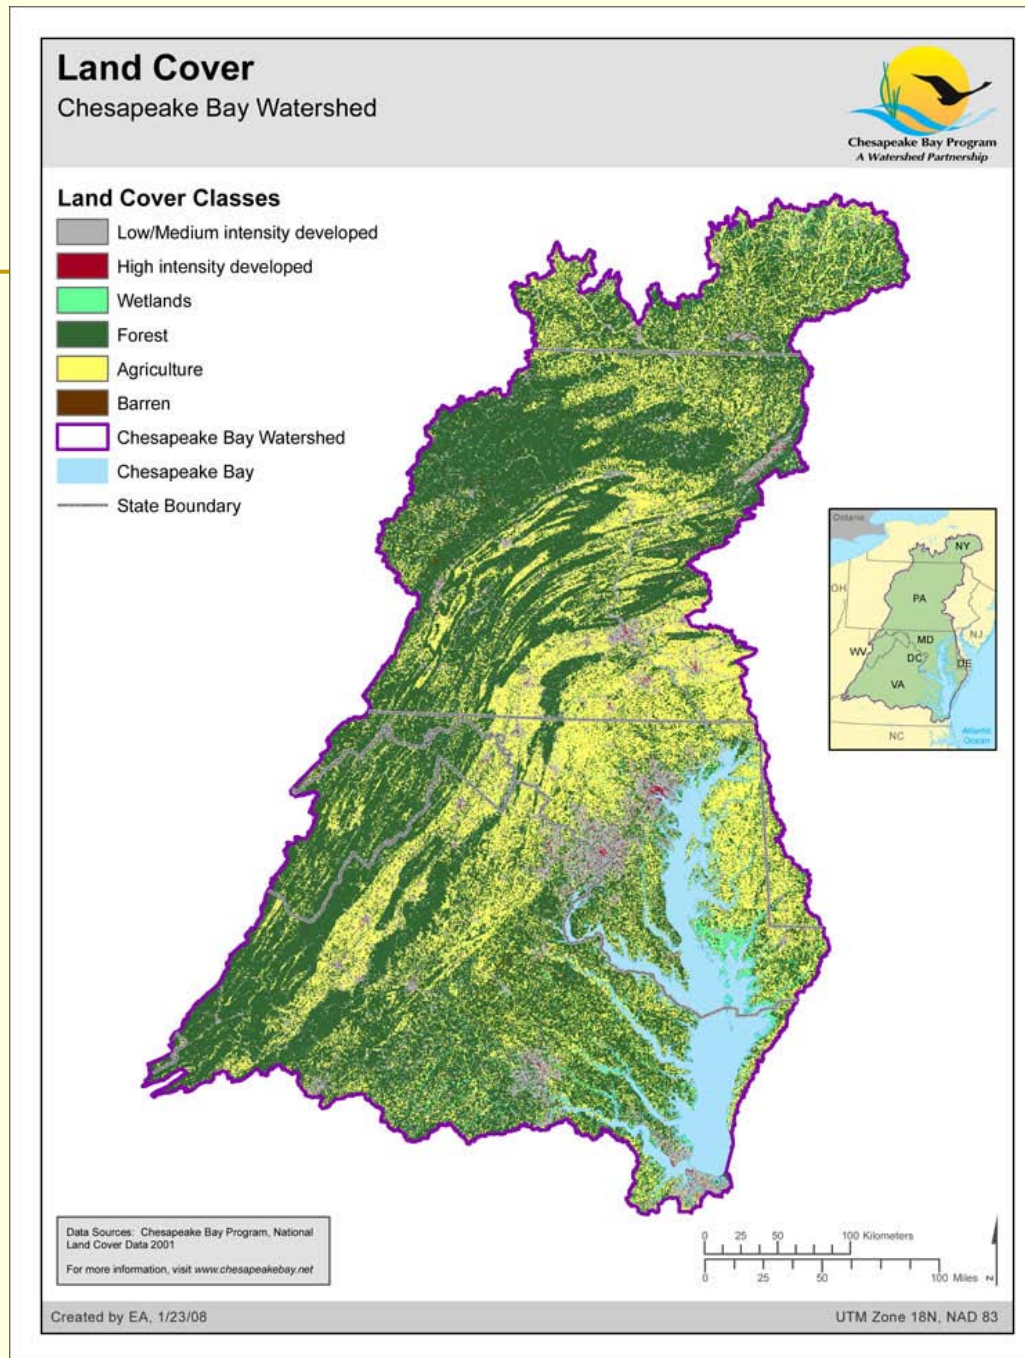 Land Cover
Chesapeake Bay Watershed
Chesapeake Bay Program
A Watershed Partnership
Land Cover Classes
Low/Medium intensity developed
High intensity developed
Wetlands
Forest
Agriculture
Barren
Chesapeake Bay Watershed
Chesapeake Bay
State Boundary
Ontario
NY
OH
PA
NJ
MD
WV
DC
DE
VA
NC
Atlantic
Ocean
Data Sources: Chesapeake Bay Program, National
Land Cover Data 2001
For more information, visit www.chesapeakebay.net
0 25 50 100 Kilometers
0 25 50 100 Miles
N
Created by EA, 1/23/08
UTM Zone 18N, NAD 83